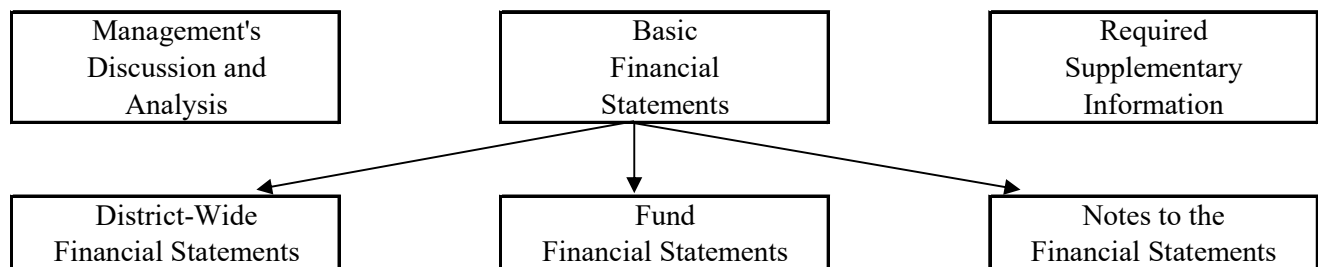 Management's
Discussion and
Analysis
Basic
Financial
Statements
Required
Supplementary
Information
District-Wide
Financial Statements
Fund
Financial Statements
Notes to the
Financial Statements